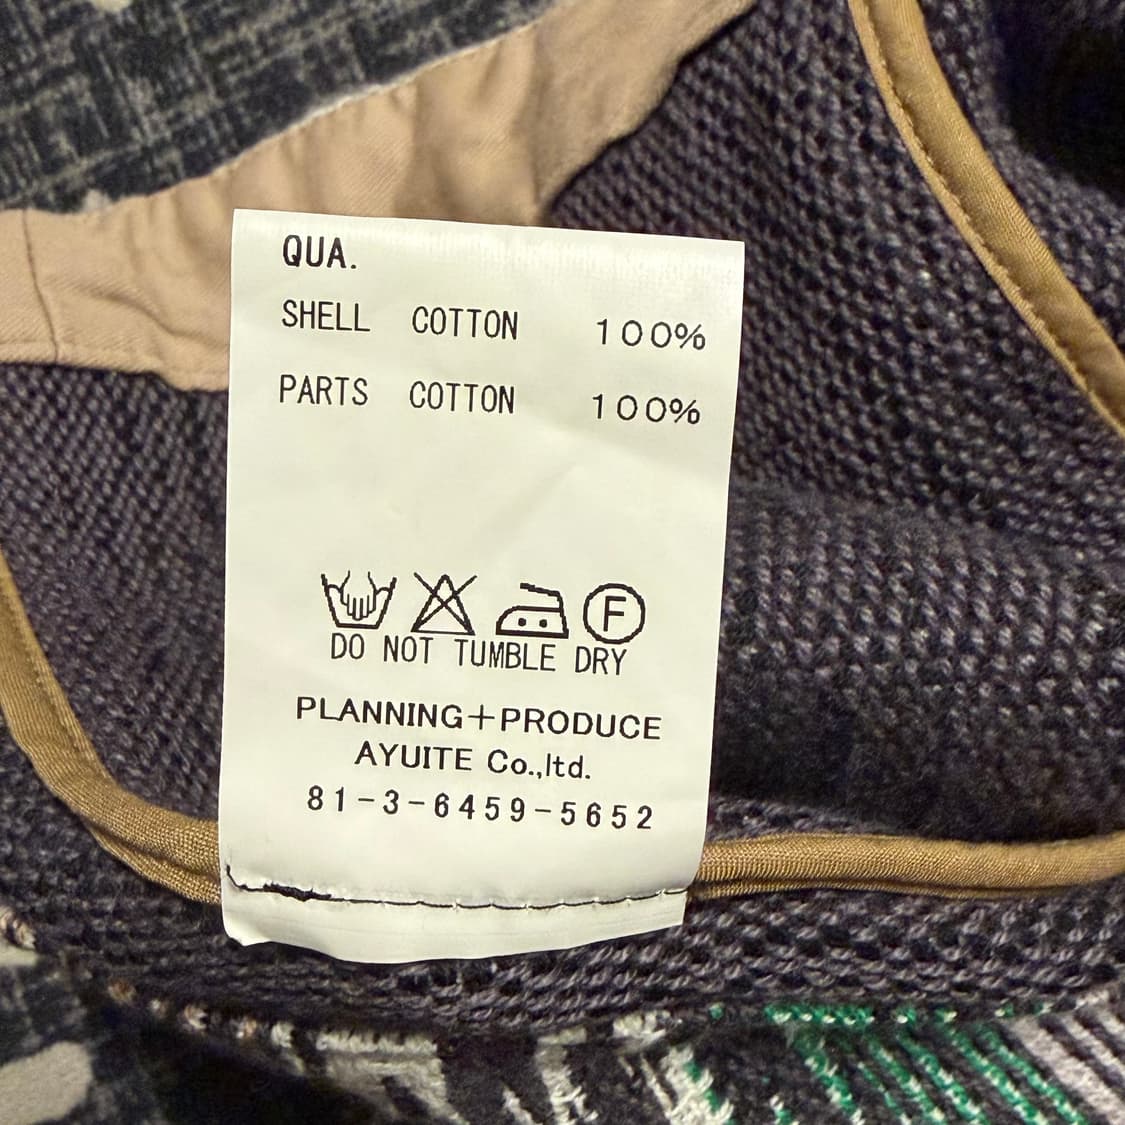 QUA.
SHELL COTTON 100%
PARTS COTTON 100%
F
DO NOT TUMBLE DRY
PLANNING+PRODUCE
AYUITE Co.,ltd.
81-3-6459-5652